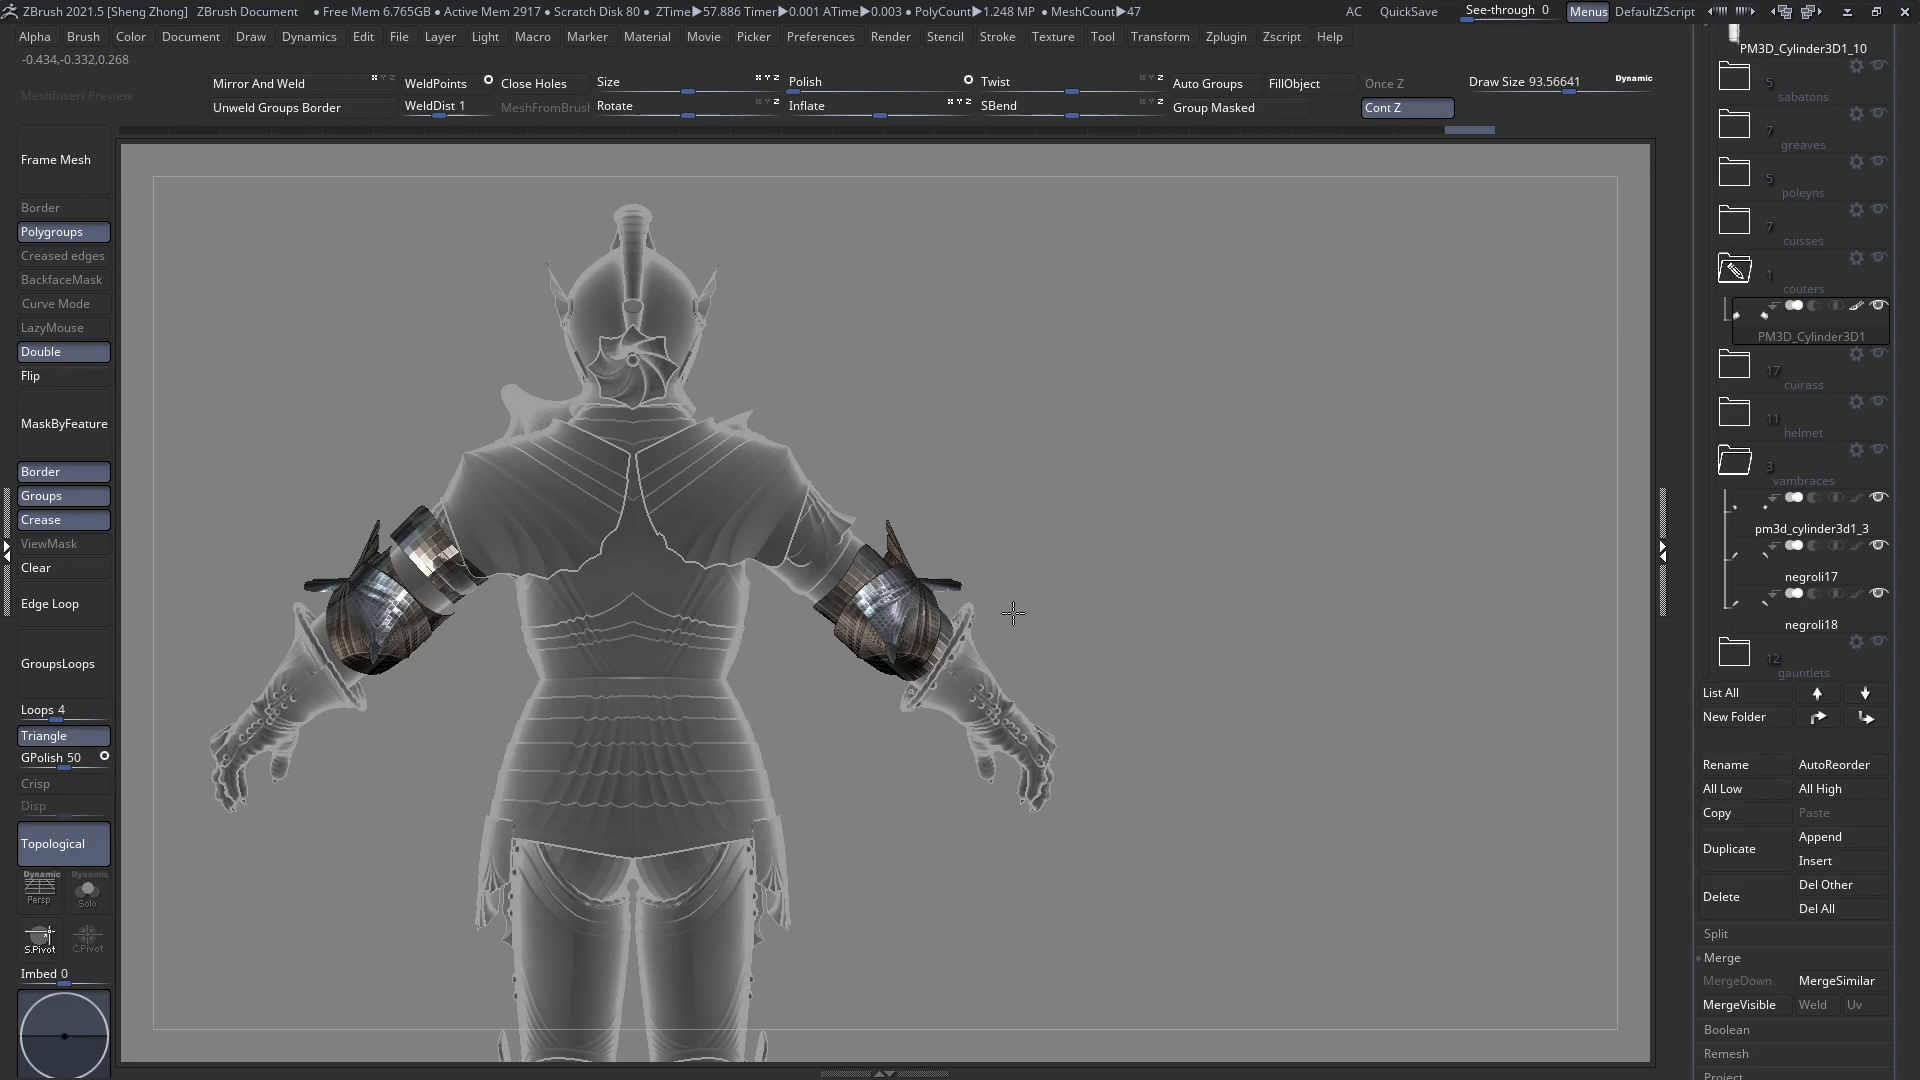 ZBrush 2021.5 [Sheng Zhong] ZBrush Document • Free Mem 6.765GB • Active Mem 2917 • Scratch Disk 80 • ZTime▶57.886 Timer▶0.001 ATime▶0.003 • PolyCount▶1.248 MP • MeshCount▶47 AC QuickSave See-through 0 Menus DefaultZScript
Alpha Brush Color Document Draw Dynamics Edit File Layer Light Macro Marker Material Movie Picker Preferences Render Stencil Stroke Texture Tool Transform Zplugin Zscript Help
-0.434,-0.332,0.268
MeshInsert Preview
Mirror And Weld WeldPoints Close Holes Size Polish Twist Auto Groups FillObject Once Z Draw Size 93.56641 Dynamic
Unweld Groups Border WeldDist 1 MeshFromBrush Rotate Inflate SBend Group Masked Cont Z
Frame Mesh
Border
Polygroups
Creased edges
BackfaceMask
Curve Mode
LazyMouse
Double
Flip
MaskByFeature
Border
Groups
Crease
ViewMask
Clear
Edge Loop
GroupsLoops
Loops 4
Triangle
GPolish 50
Crisp
Disp
Topological
Dynamic Dynamic
Persp Solo
S.Pivot C.Pivot
Imbed 0
PM3D_Cylinder3D1_10
5
sabatons
7
greaves
5
poleyns
7
cuisses
1
couters
PM3D_Cylinder3D1
17
cuirass
11
helmet
3
vambraces
pm3d_cylinder3d1_3
negroli17
negroli18
12
gauntlets
List All
New Folder
Rename AutoReorder
All Low All High
Copy Paste
Duplicate Append
Insert
Delete Del Other
Del All
Split
Merge
MergeDown MergeSimilar
MergeVisible Weld Uv
Boolean
Remesh
Project